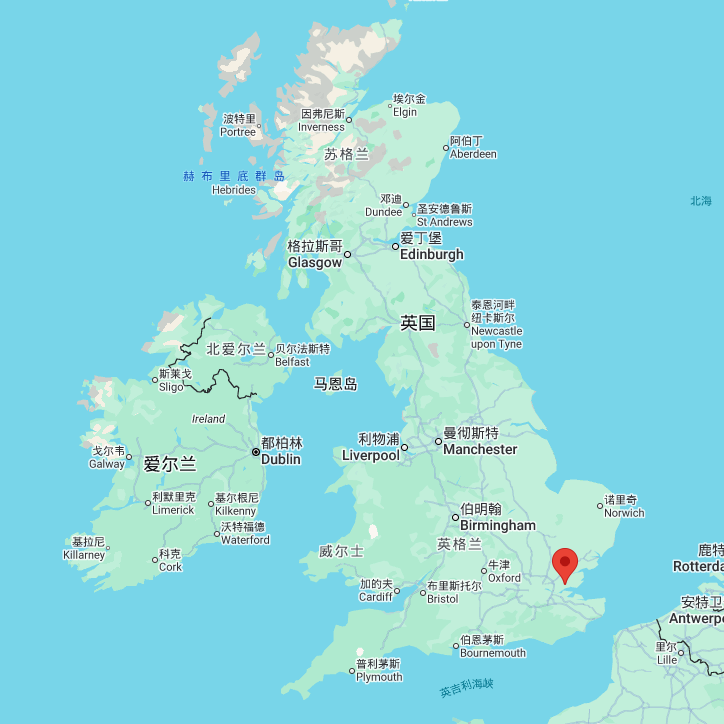 埃尔金
Elgin
因弗尼斯
Inverness
波特里
Portree
阿伯丁
Aberdeen
苏格兰
赫布里底群岛
Hebrides
北海
邓迪
Dundee
圣安德鲁斯
St Andrews
格拉斯哥
Glasgow
爱丁堡
Edinburgh
泰恩河畔
纽卡斯尔
Newcastle
upon Tyne
英国
北爱尔兰
贝尔法斯特
Belfast
斯莱戈
Sligo
马恩岛
Ireland
都柏林
Dublin
利物浦
Liverpool
曼彻斯特
Manchester
戈尔韦
Galway
爱尔兰
利默里克
Limerick
基尔根尼
Kilkenny
诺里奇
Norwich
伯明翰
Birmingham
沃特福德
Waterford
基拉尼
Killarney
科克
Cork
威尔士
英格兰
牛津
Oxford
鹿特
Rotterda
加的夫
Cardiff
布里斯托尔
Bristol
安特卫
Antwerp
伯恩茅斯
Bournemouth
里尔
Lille
普利茅斯
Plymouth
英吉利海峡